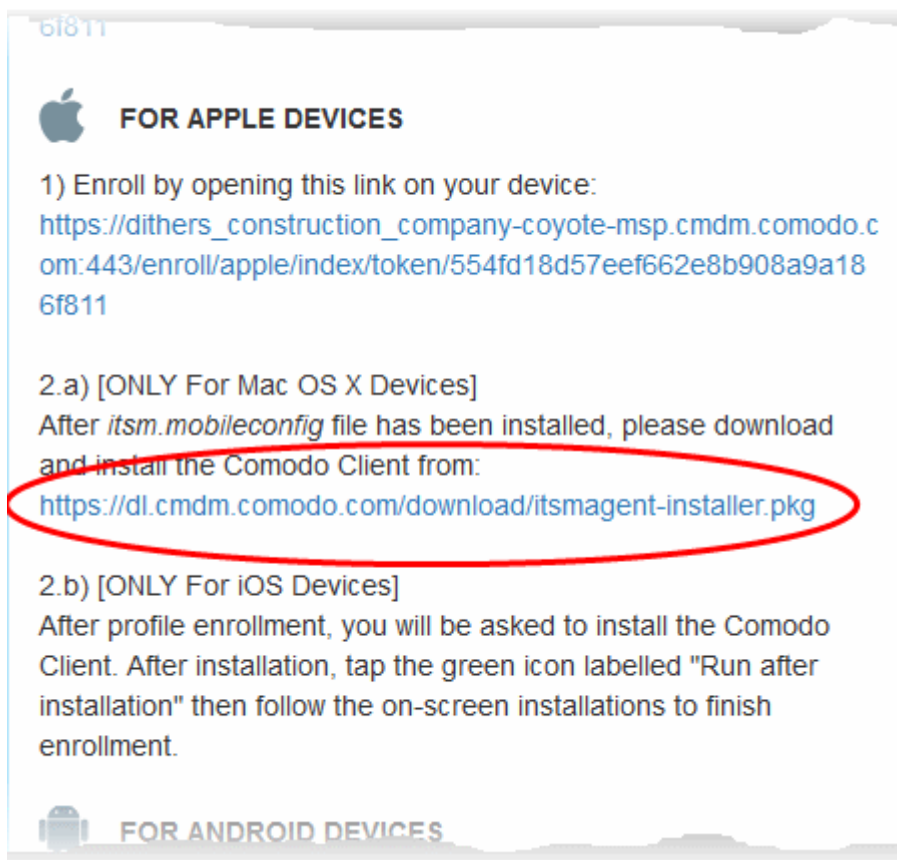 6f811
FOR APPLE DEVICES
1) Enroll by opening this link on your device:
https://dithers_construction_company-coyote-msp.cmdm.comodo.c
om:443/enroll/apple/index/token/554fd18d57eef662e8b908a9a18
6f811
2.a) [ONLY For Mac OS X Devices]
After itsm.mobileconfig file has been installed, please download
and install the Comodo Client from:
https://dl.cmdm.comodo.com/download/itsmagent-installer.pkg
2.b) [ONLY For iOS Devices]
After profile enrollment, you will be asked to install the Comodo
Client. After installation, tap the green icon labelled "Run after
installation" then follow the on-screen installations to finish
enrollment.
FOR ANDROID DEVICES